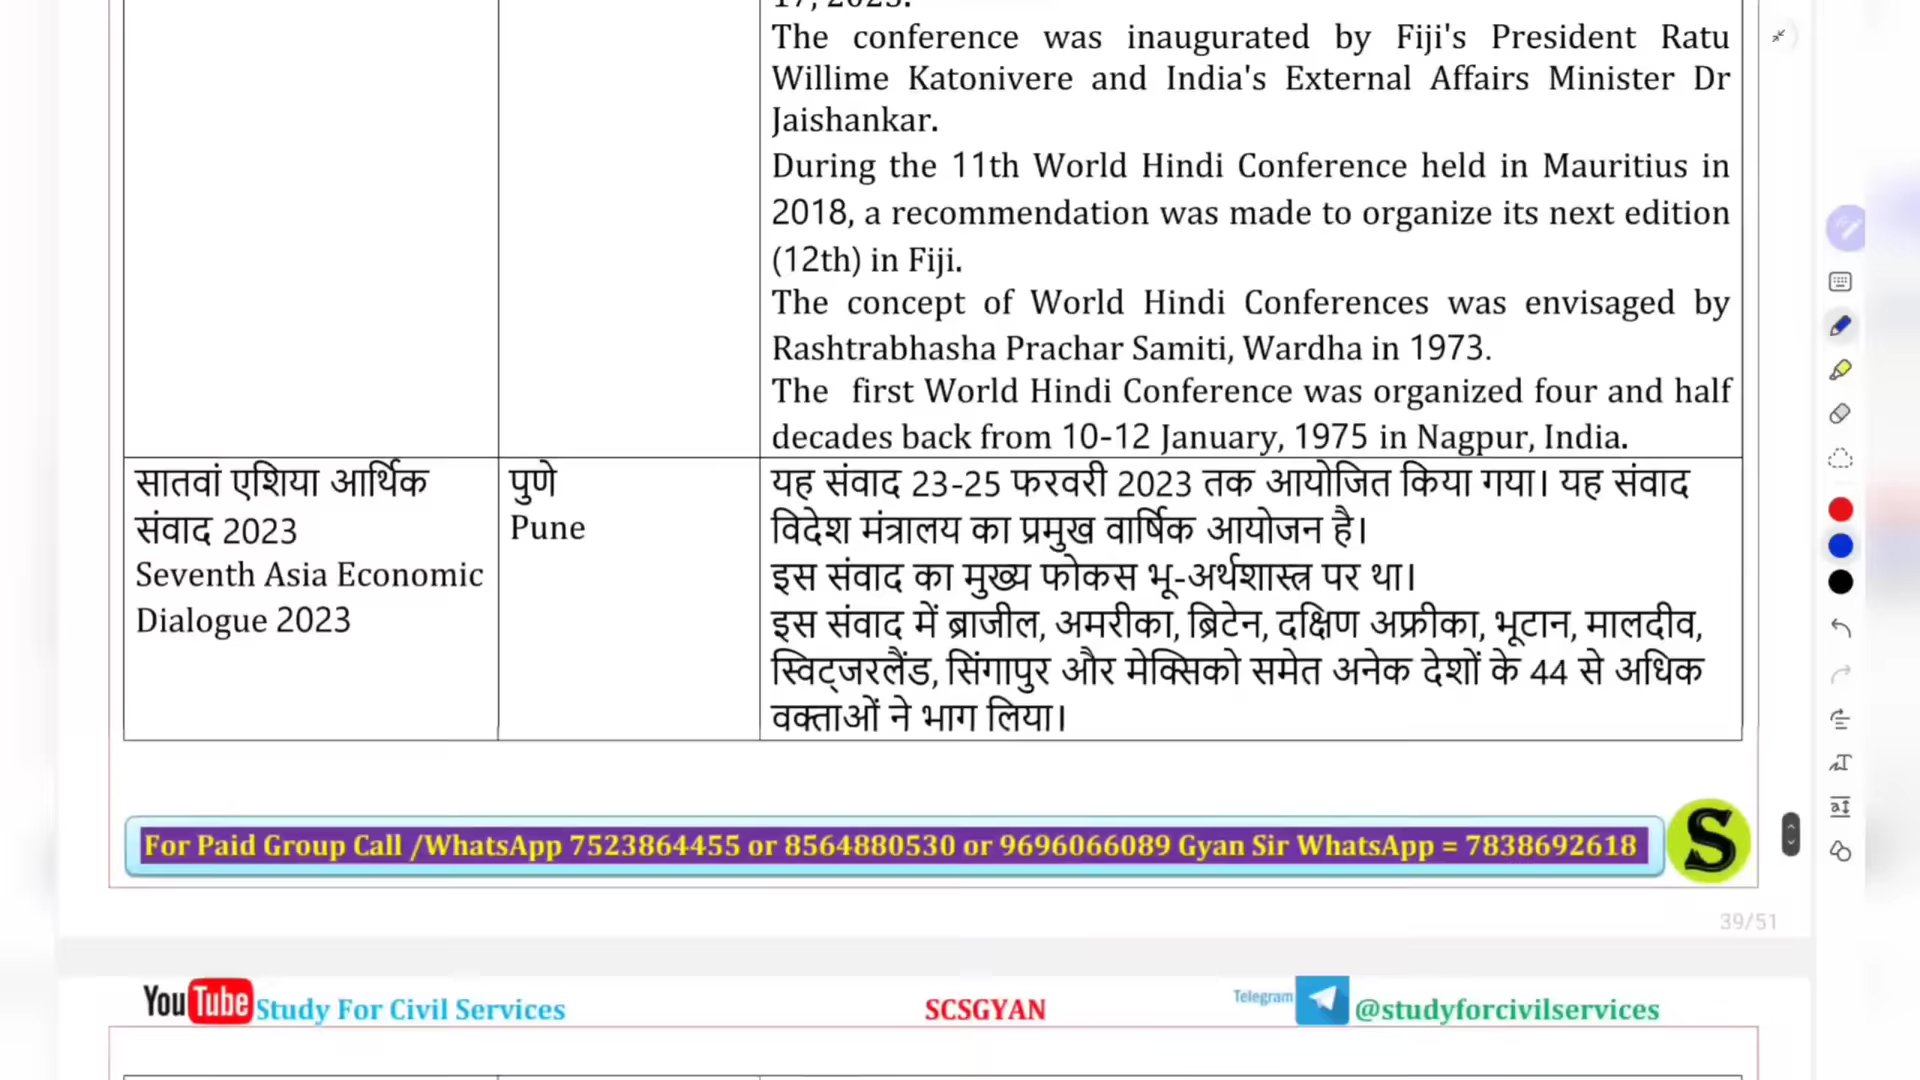 17, 2023.
The conference was inaugurated by Fiji's President Ratu
Willime Katonivere and India's External Affairs Minister Dr
Jaishankar.
During the 11th World Hindi Conference held in Mauritius in
2018, a recommendation was made to organize its next edition
(12th) in Fiji.
The concept of World Hindi Conferences was envisaged by
Rashtrabhasha Prachar Samiti, Wardha in 1973.
The first World Hindi Conference was organized four and half
decades back from 10-12 January, 1975 in Nagpur, India.
सातवां एशिया आर्थिक
संवाद 2023
Seventh Asia Economic
Dialogue 2023
पुणे
Pune
यह संवाद 23-25 फरवरी 2023 तक आयोजित किया गया। यह संवाद
विदेश मंत्रालय का प्रमुख वार्षिक आयोजन है।
इस संवाद का मुख्य फोकस भू-अर्थशास्त्र पर था।
इस संवाद में ब्राजील, अमरीका, ब्रिटेन, दक्षिण अफ्रीका, भूटान, मालदीव,
स्विट्जरलैंड, सिंगापुर और मेक्सिको समेत अनेक देशों के 44 से अधिक
वक्ताओं ने भाग लिया।
For Paid Group Call /WhatsApp 7523864455 or 8564880530 or 9696066089 Gyan Sir WhatsApp = 7838692618
S
39/51
YouTube Study For Civil Services
SCSGYAN
Telegram @studyforcivilservices